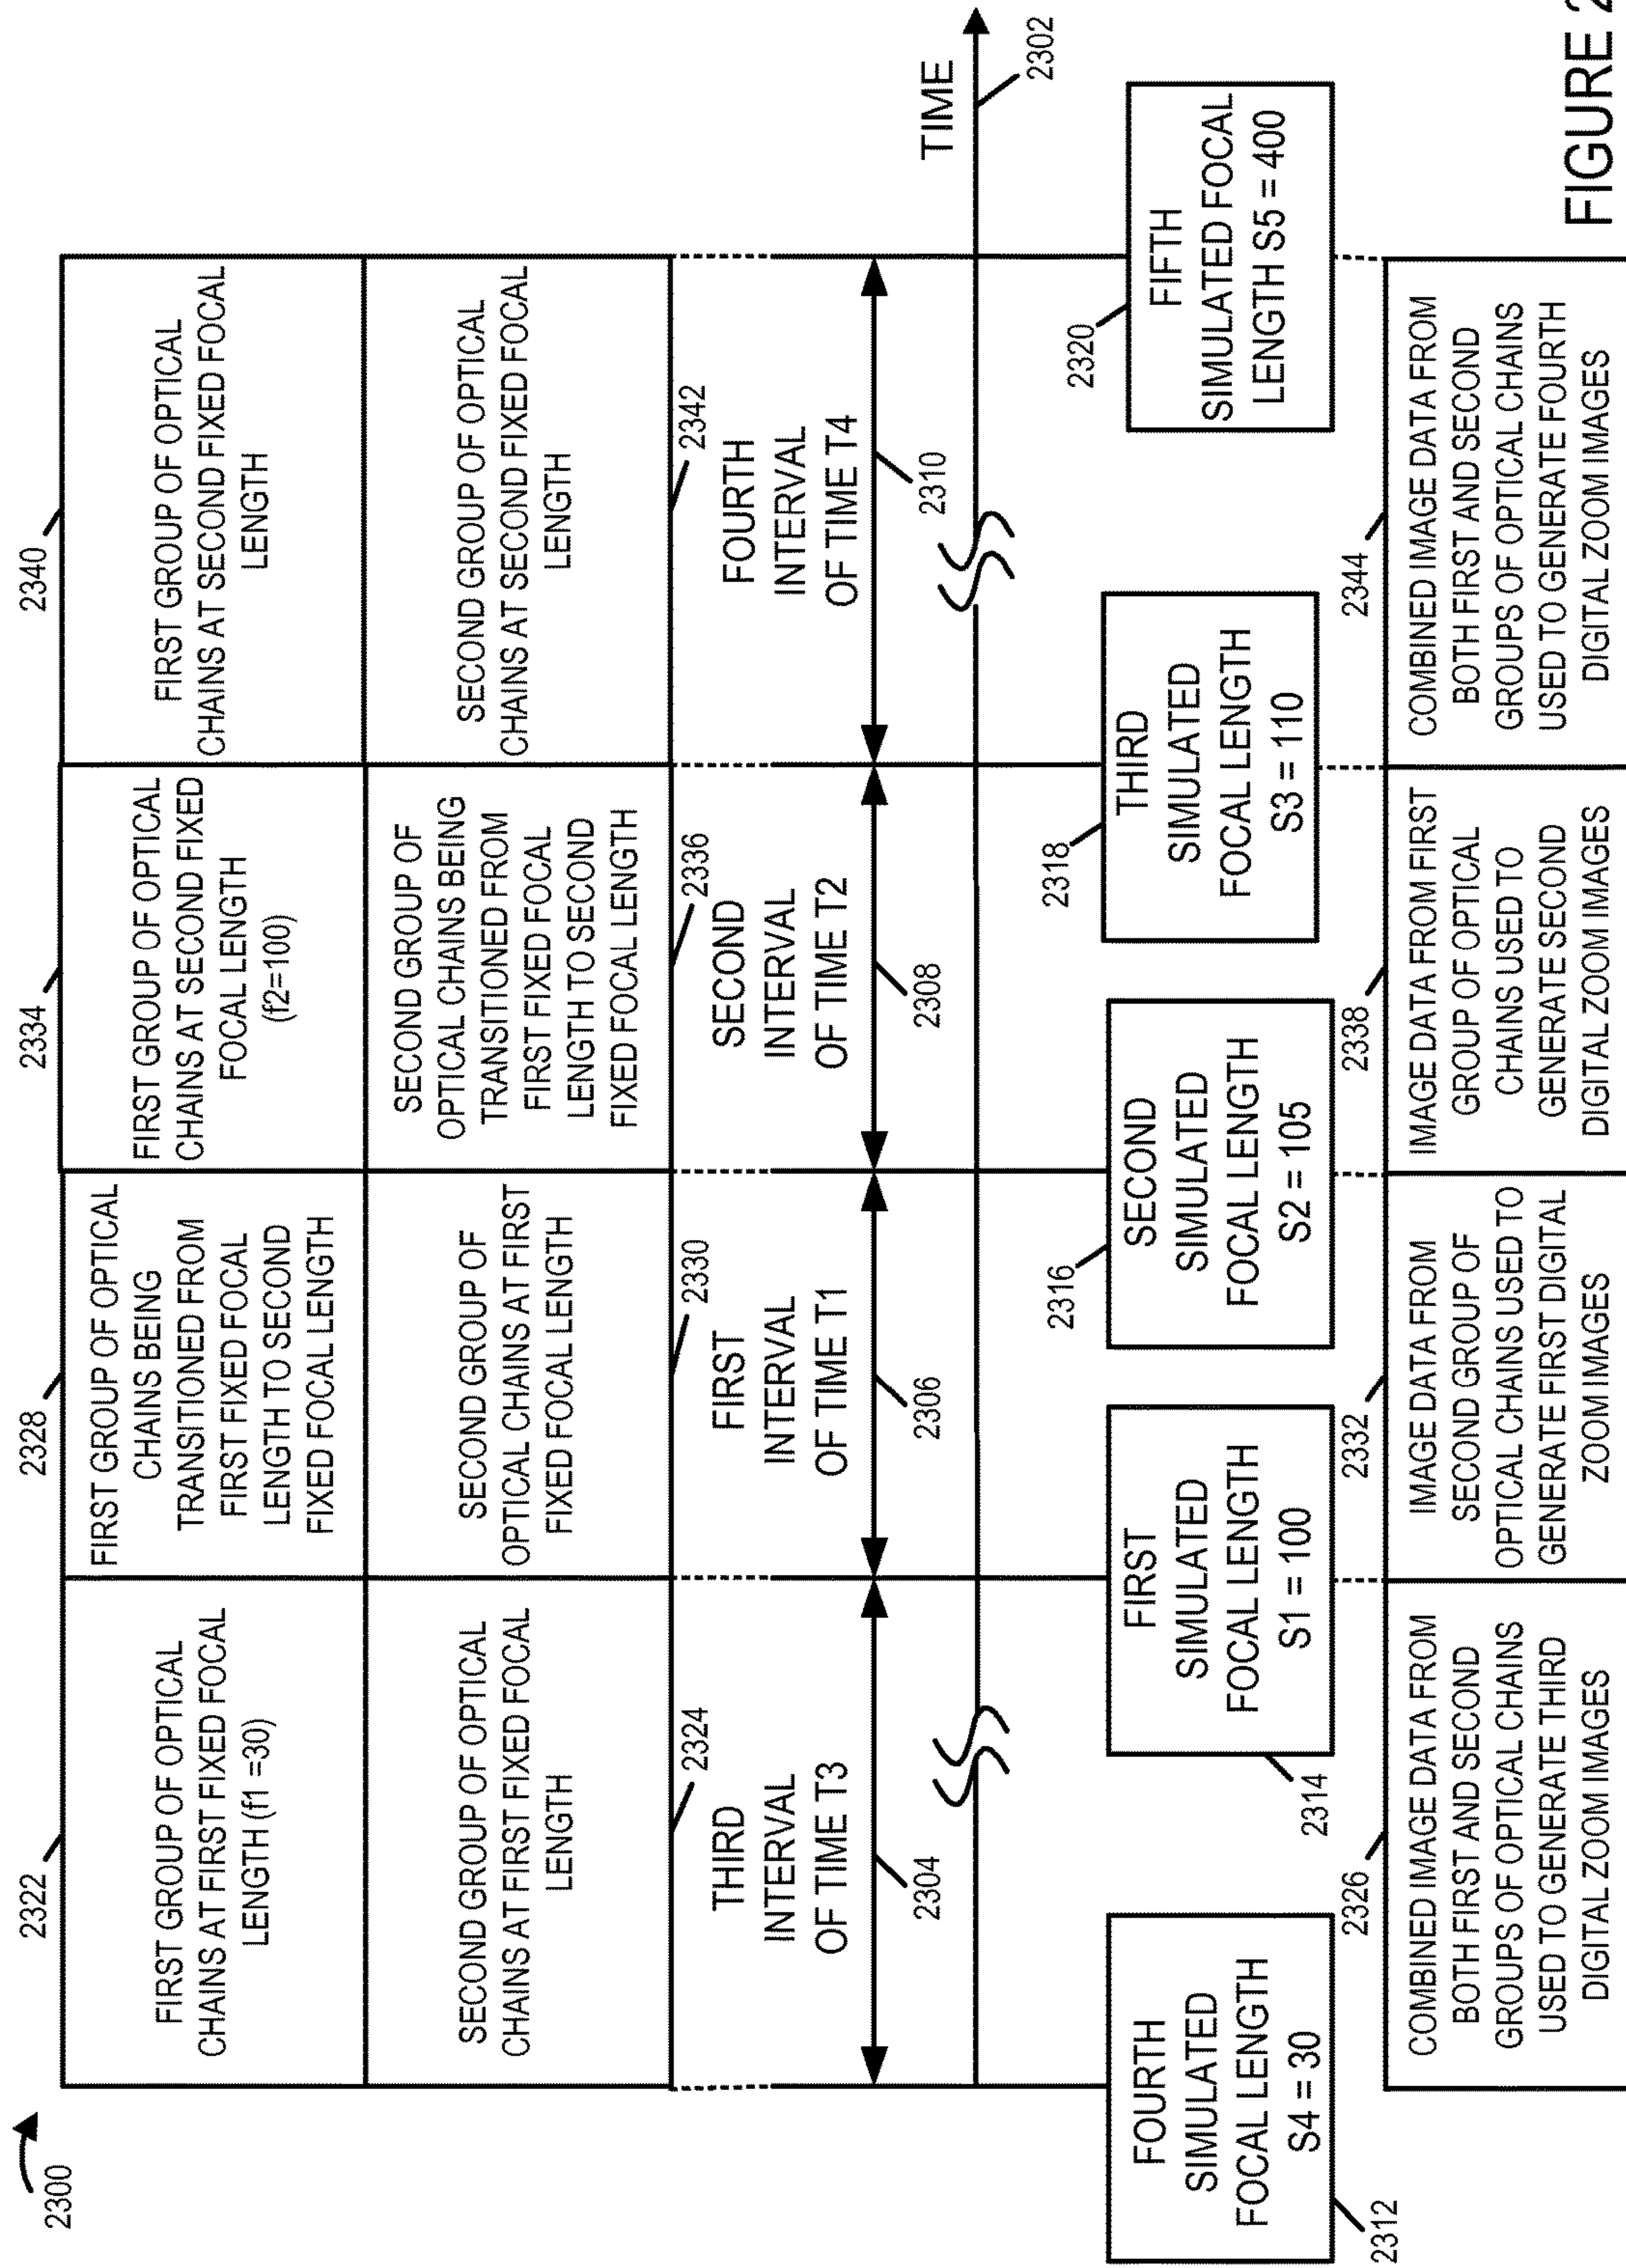 2300
2322
2328
2334
2340
FIRST GROUP OF OPTICAL
CHAINS AT FIRST FIXED FOCAL
LENGTH (f1 =30)
FIRST GROUP OF OPTICAL
CHAINS BEING
TRANSITIONED FROM
FIRST FIXED FOCAL
LENGTH TO SECOND
FIXED FOCAL LENGTH
FIRST GROUP OF OPTICAL
CHAINS AT SECOND FIXED
FOCAL LENGTH
(f2=100)
FIRST GROUP OF OPTICAL
CHAINS AT SECOND FIXED FOCAL
LENGTH
SECOND GROUP OF OPTICAL
CHAINS AT FIRST FIXED FOCAL
LENGTH
SECOND GROUP OF
OPTICAL CHAINS AT FIRST
FIXED FOCAL LENGTH
SECOND GROUP OF
OPTICAL CHAINS BEING
TRANSITIONED FROM
FIRST FIXED FOCAL
LENGTH TO SECOND
FIXED FOCAL LENGTH
SECOND GROUP OF OPTICAL
CHAINS AT SECOND FIXED FOCAL
LENGTH
2324
2330
2336
2342
THIRD
INTERVAL
OF TIME T3
FIRST
INTERVAL
OF TIME T1
SECOND
INTERVAL
OF TIME T2
FOURTH
INTERVAL
OF TIME T4
2304
2306
2308
2310
TIME
2302
2312
FOURTH
SIMULATED
FOCAL LENGTH
S4 = 30
2314
FIRST
SIMULATED
FOCAL LENGTH
S1 = 100
2316
SECOND
SIMULATED
FOCAL LENGTH
S2 = 105
2318
THIRD
SIMULATED
FOCAL LENGTH
S3 = 110
2320
FIFTH
SIMULATED FOCAL
LENGTH S5 = 400
2326
COMBINED IMAGE DATA FROM
BOTH FIRST AND SECOND
GROUPS OF OPTICAL CHAINS
USED TO GENERATE THIRD
DIGITAL ZOOM IMAGES
2332
IMAGE DATA FROM
SECOND GROUP OF
OPTICAL CHAINS USED TO
GENERATE FIRST DIGITAL
ZOOM IMAGES
2338
IMAGE DATA FROM FIRST
GROUP OF OPTICAL
CHAINS USED TO
GENERATE SECOND
DIGITAL ZOOM IMAGES
2344
COMBINED IMAGE DATA FROM
BOTH FIRST AND SECOND
GROUPS OF OPTICAL CHAINS
USED TO GENERATE FOURTH
DIGITAL ZOOM IMAGES
FIGURE 2